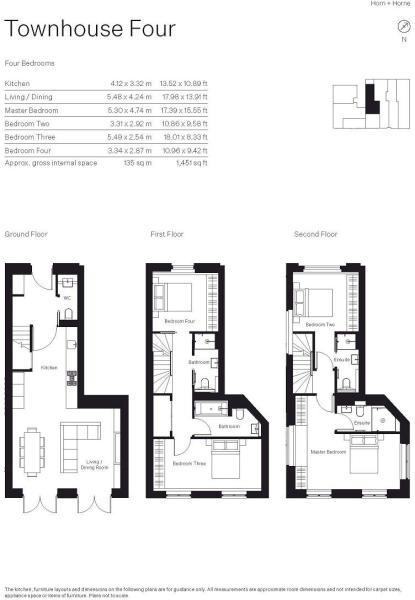 Horn + Horne
Townhouse Four
N
Four Bedrooms
Kitchen 4.12 x 3.32 m 13.52 x 10.89 ft
Living / Dining 5.48 x 4.24 m 17.98 x 13.91 ft
Master Bedroom 5.30 x 4.74 m 17.39 x 15.55 ft
Bedroom Two 3.31 x 2.92 m 10.86 x 9.58 ft
Bedroom Three 5.49 x 2.54 m 18.01 x 8.33 ft
Bedroom Four 3.34 x 2.87 m 10.96 x 9.42 ft
Approx. gross internal space 135 sq m 1,451 sq ft
Ground Floor First Floor Second Floor
WC
Kitchen
Living /
Dining Room
Bedroom Four
Bathroom
Bathroom
Bedroom Three
Bedroom Two
Ensuite
Ensuite
Master Bedroom
The kitchen, furniture layouts and dimensions on the following plans are for guidance only. All measurements are approximate room dimensions and not intended for carpet sizes,
appliance space or items of furniture. Plans not to scale.